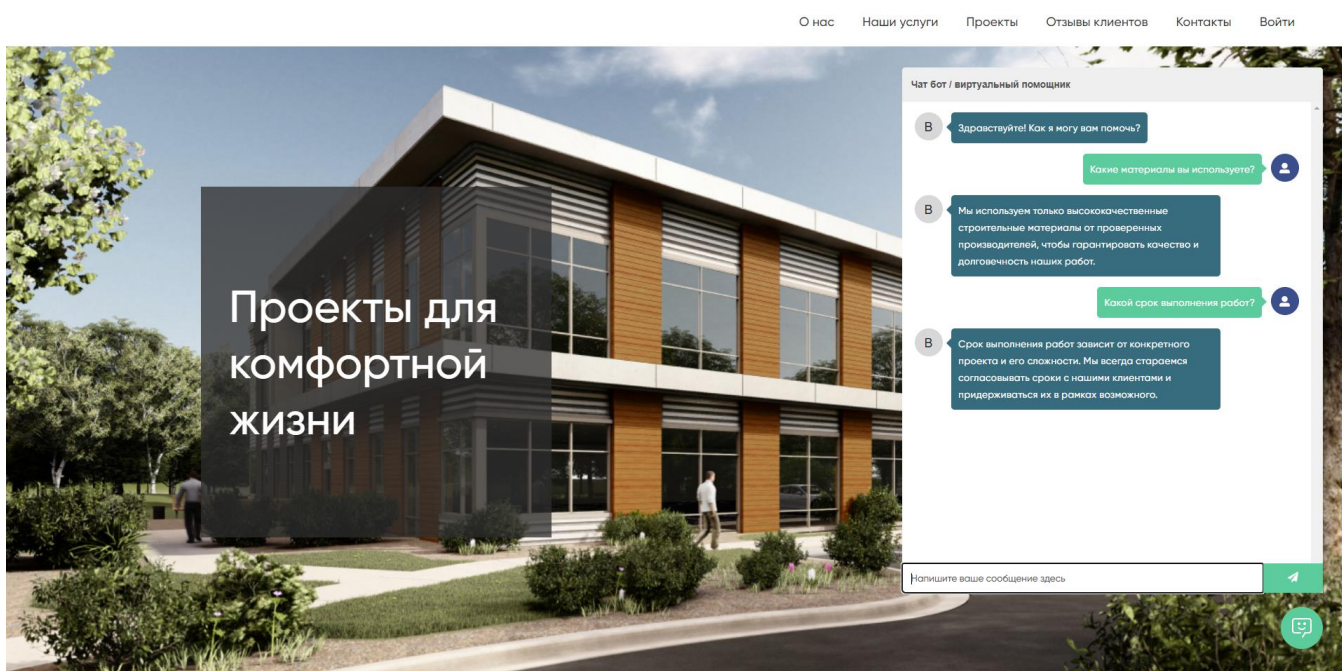 О нас Наши услуги Проекты Отзывы клиентов Контакты Войти
Проекты для
комфортной
жизни
Чат бот / виртуальный помощник
B
Здравствуйте! Как я могу вам помочь?
Какие материалы вы используете?
B
Мы используем только высококачественные
строительные материалы от проверенных
производителей, чтобы гарантировать качество и
долговечность наших работ.
Какой срок выполнения работ?
B
Срок выполнения работ зависит от конкретного
проекта и его сложности. Мы всегда стараемся
согласовывать сроки с нашими клиентами и
придерживаться их в рамках возможного.
Напишите ваше сообщение здесь